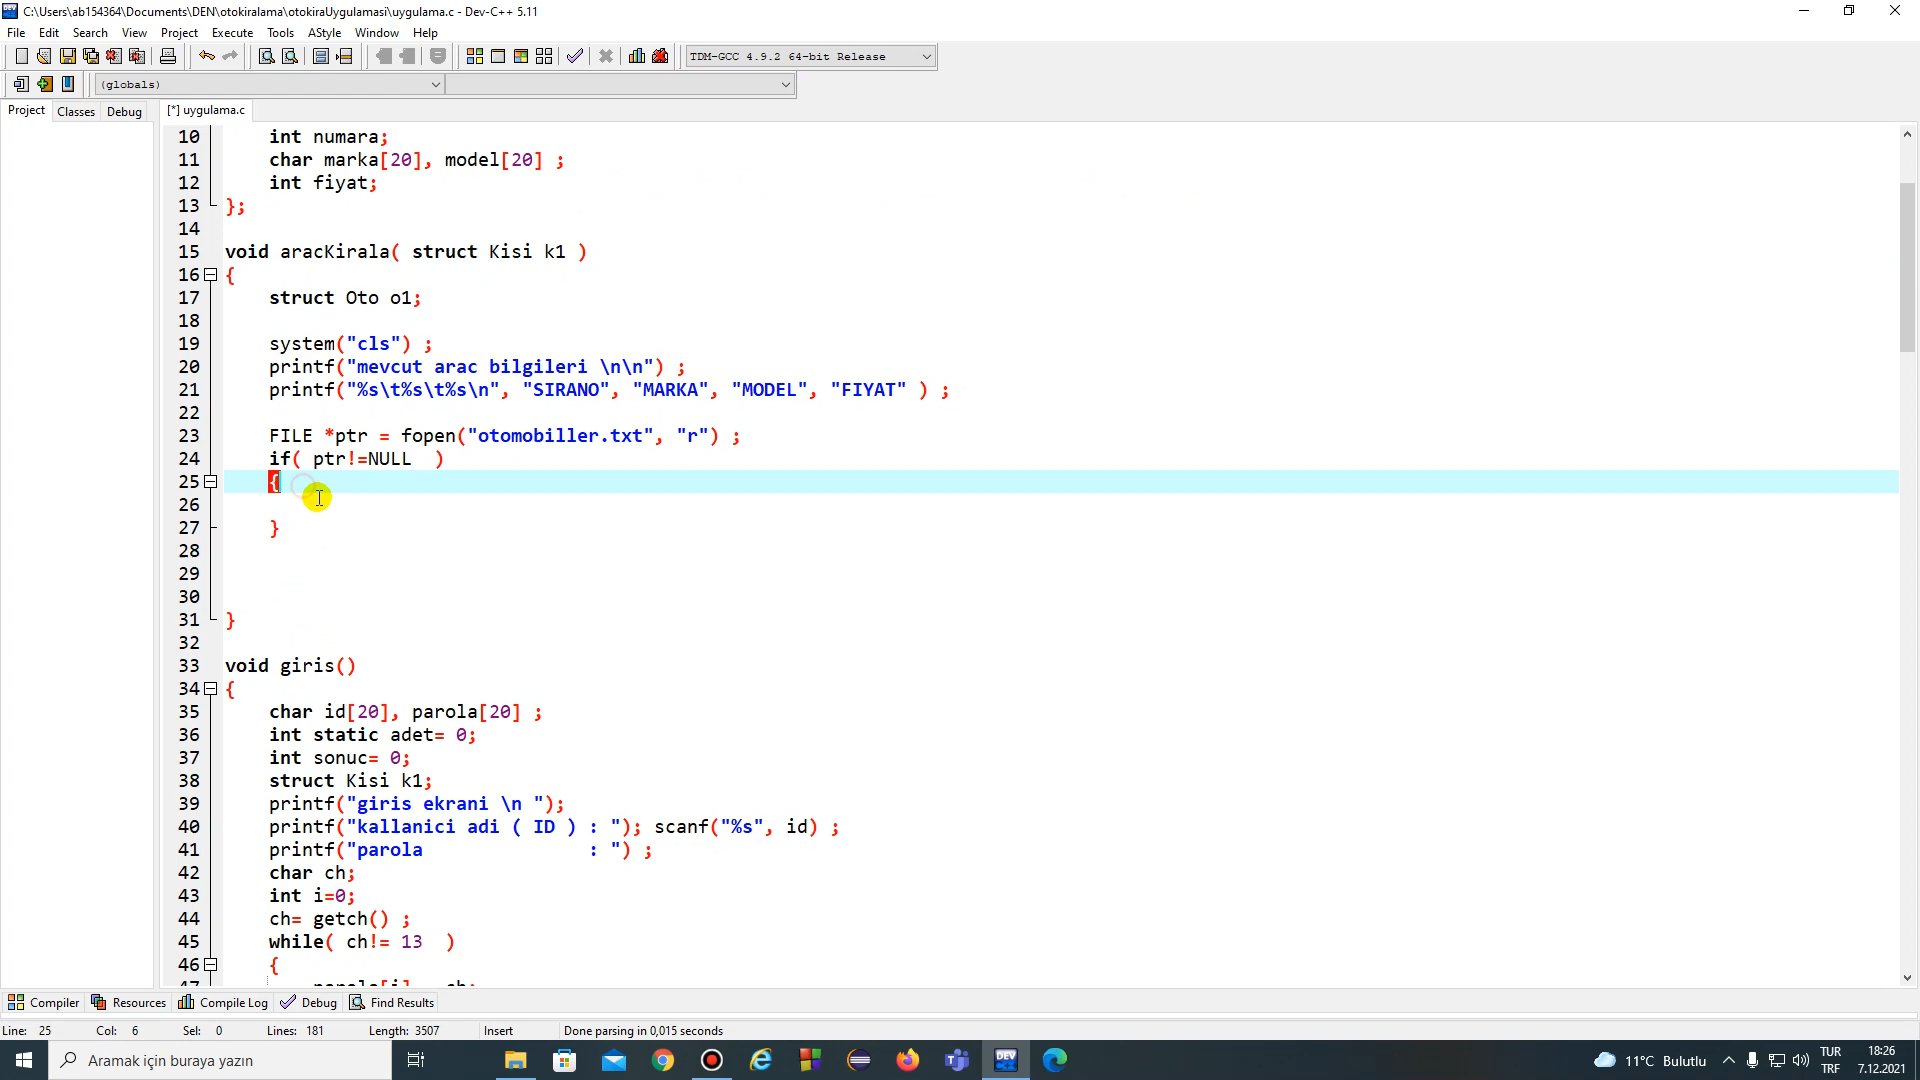 C:\Users\ab154364\Documents\DEN\otokiralama\otokiraUygulamasi\uygulama.c - Dev-C++ 5.11
File Edit Search View Project Execute Tools AStyle Window Help
TDM-GCC 4.9.2 64-bit Release
(globals)
Project Classes Debug [*] uygulama.c
10 int numara;
11 char marka[20], model[20] ;
12 int fiyat;
13 };
14
15 void aracKirala( struct Kisi k1 )
16 {
17 struct Oto o1;
18
19 system("cls") ;
20 printf("mevcut arac bilgileri \n\n") ;
21 printf("%s\t%s\t%s\n", "SIRANO", "MARKA", "MODEL", "FIYAT" ) ;
22
23 FILE *ptr = fopen("otomobiller.txt", "r") ;
24 if( ptr!=NULL )
25 {
26
27 }
28
29
30
31 }
32
33 void giris()
34 {
35 char id[20], parola[20] ;
36 int static adet= 0;
37 int sonuc= 0;
38 struct Kisi k1;
39 printf("giris ekrani \n ");
40 printf("kallanici adi ( ID ) : "); scanf("%s", id) ;
41 printf("parola : ") ;
42 char ch;
43 int i=0;
44 ch= getch() ;
45 while( ch!= 13 )
46 {
Compiler Resources Compile Log Debug Find Results
Line: 25 Col: 6 Sel: 0 Lines: 181 Length: 3507 Insert Done parsing in 0,015 seconds
Aramak için buraya yazın
DEV
11°C Bulutlu
TUR
TRF
18:26
7.12.2021